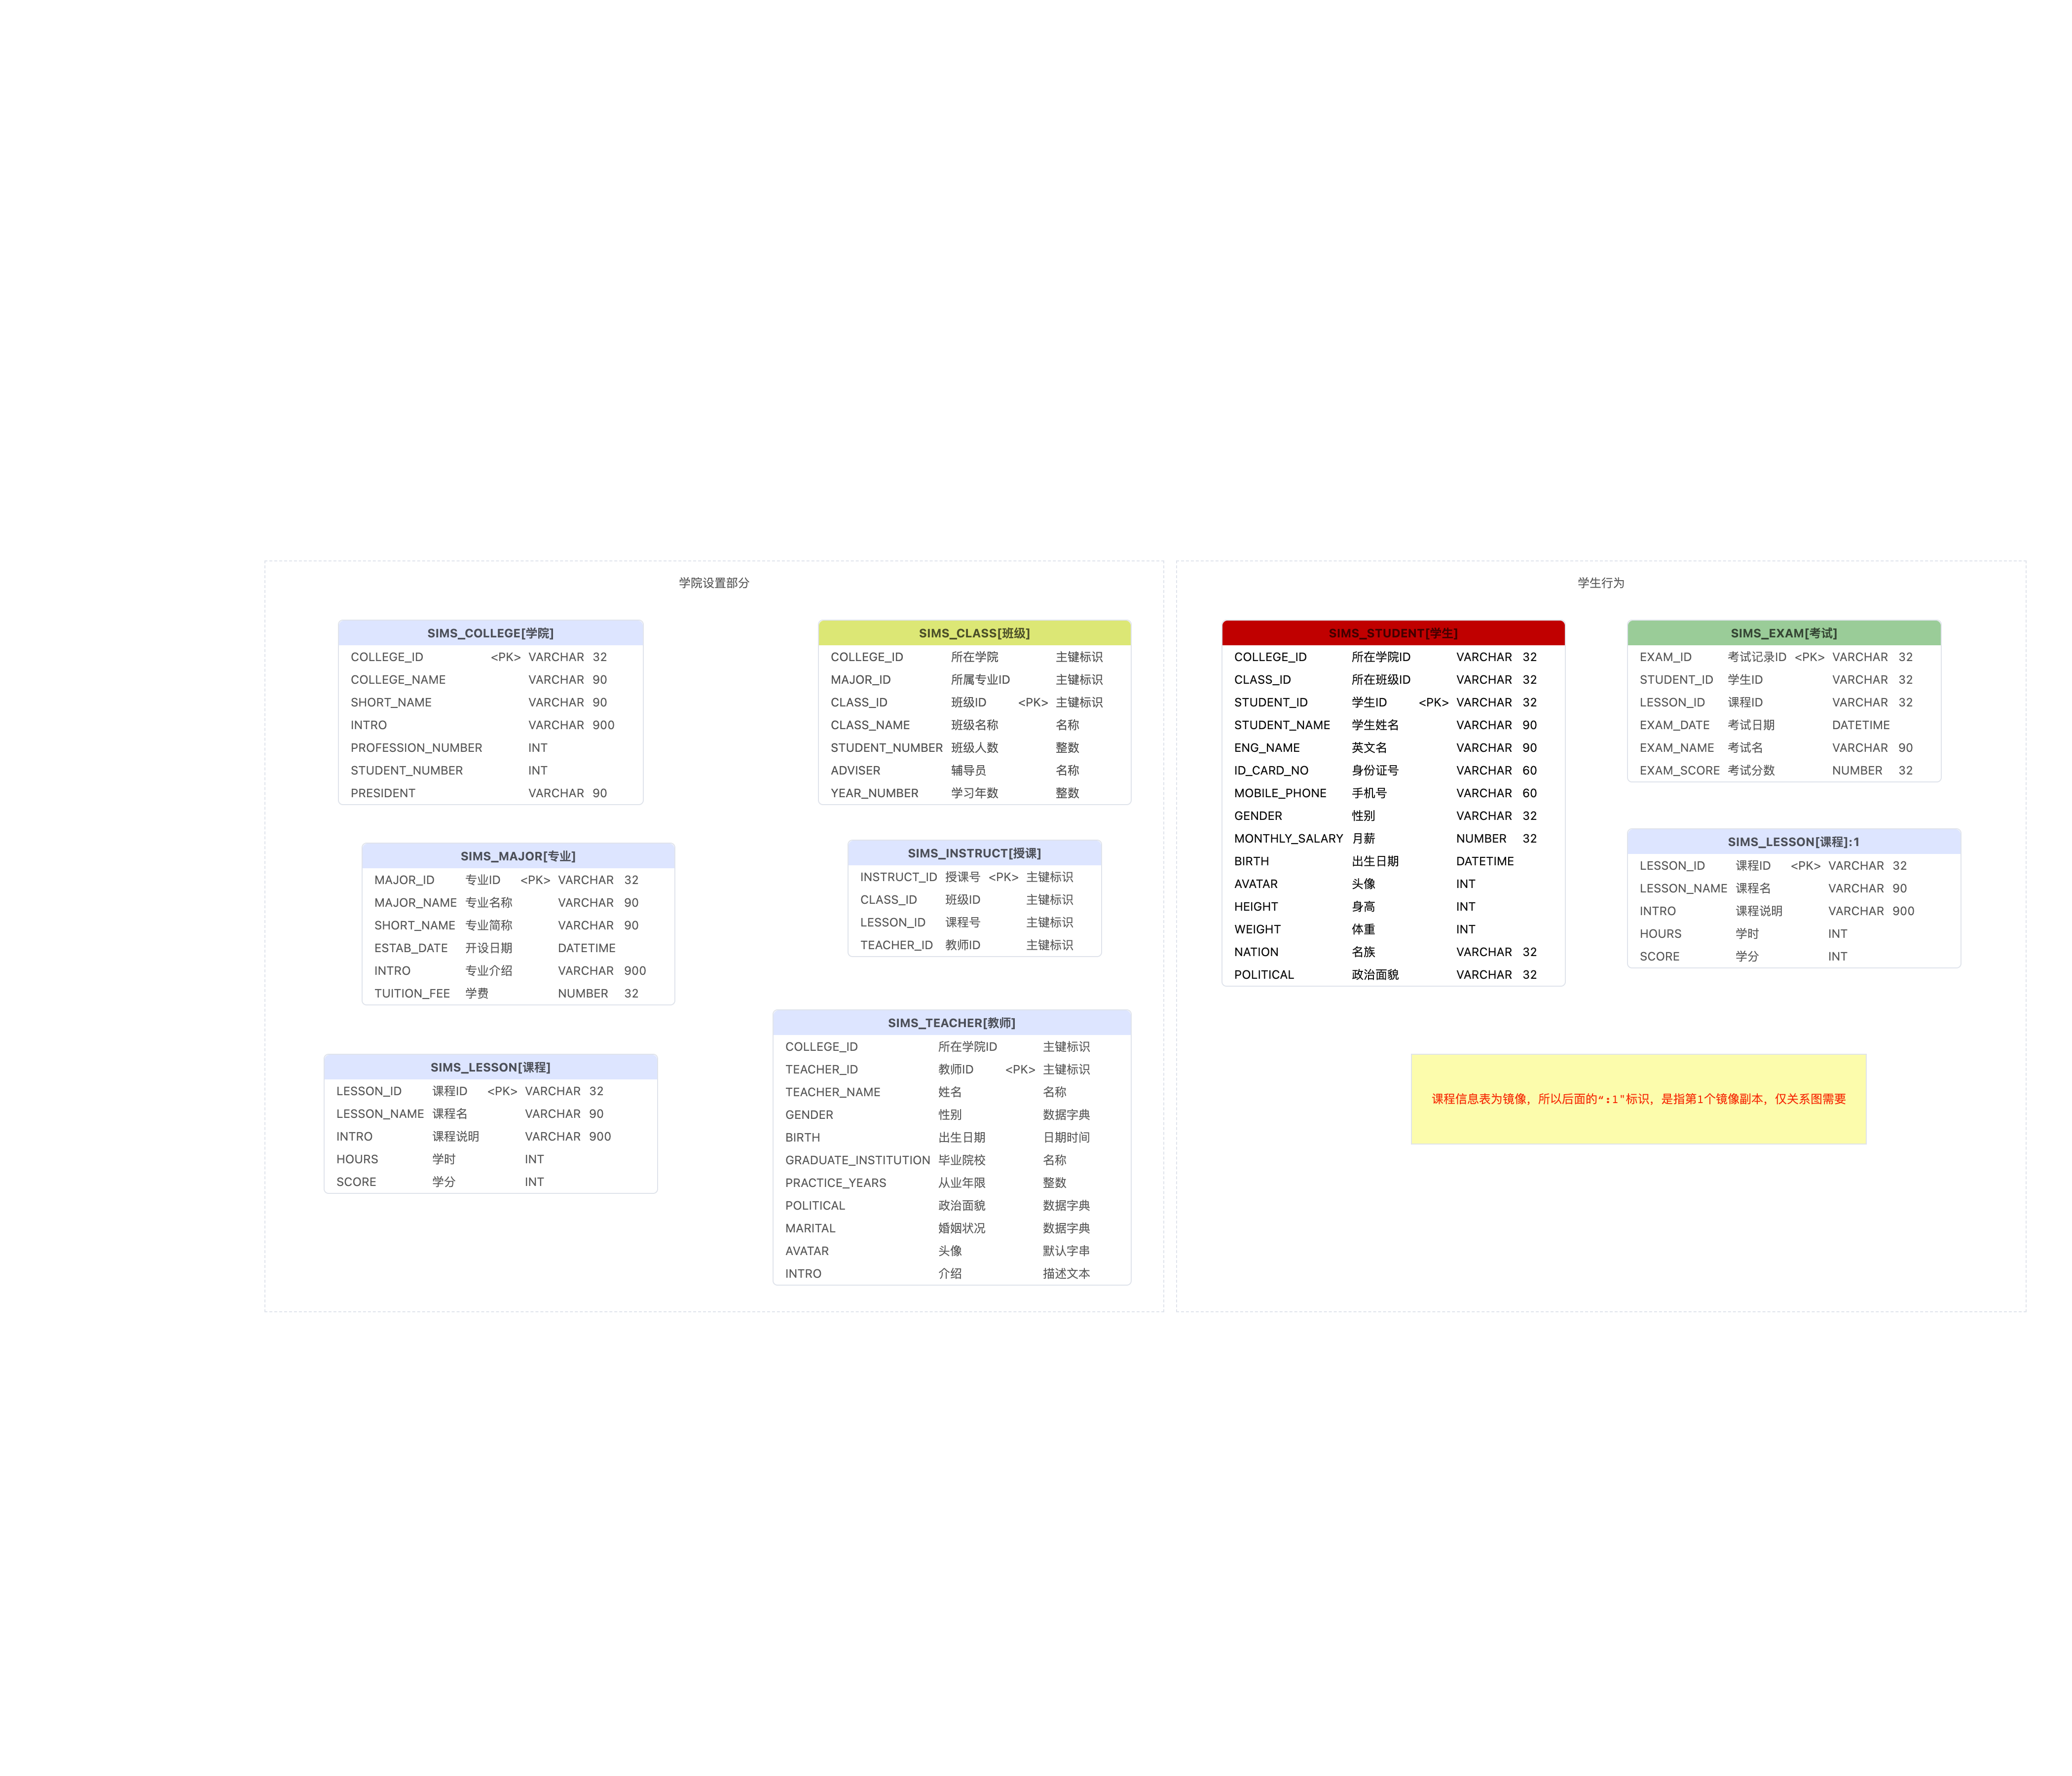 学院设置部分
SIMS_COLLEGE[学院]
COLLEGE_ID <PK> VARCHAR 32
COLLEGE_NAME VARCHAR 90
SHORT_NAME VARCHAR 90
INTRO VARCHAR 900
PROFESSION_NUMBER INT
STUDENT_NUMBER INT
PRESIDENT VARCHAR 90
SIMS_MAJOR[专业]
MAJOR_ID 专业ID <PK> VARCHAR 32
MAJOR_NAME 专业名称 VARCHAR 90
SHORT_NAME 专业简称 VARCHAR 90
ESTAB_DATE 开设日期 DATETIME
INTRO 专业介绍 VARCHAR 900
TUITION_FEE 学费 NUMBER 32
SIMS_LESSON[课程]
LESSON_ID 课程ID <PK> VARCHAR 32
LESSON_NAME 课程名 VARCHAR 90
INTRO 课程说明 VARCHAR 900
HOURS 学时 INT
SCORE 学分 INT
SIMS_CLASS[班级]
COLLEGE_ID 所在学院 主键标识
MAJOR_ID 所属专业ID 主键标识
CLASS_ID 班级ID <PK> 主键标识
CLASS_NAME 班级名称 名称
STUDENT_NUMBER 班级人数 整数
ADVISER 辅导员 名称
YEAR_NUMBER 学习年数 整数
SIMS_INSTRUCT[授课]
INSTRUCT_ID 授课号 <PK> 主键标识
CLASS_ID 班级ID 主键标识
LESSON_ID 课程号 主键标识
TEACHER_ID 教师ID 主键标识
SIMS_TEACHER[教师]
COLLEGE_ID 所在学院ID 主键标识
TEACHER_ID 教师ID <PK> 主键标识
TEACHER_NAME 姓名 名称
GENDER 性别 数据字典
BIRTH 出生日期 日期时间
GRADUATE_INSTITUTION 毕业院校 名称
PRACTICE_YEARS 从业年限 整数
POLITICAL 政治面貌 数据字典
MARITAL 婚姻状况 数据字典
AVATAR 头像 默认字串
INTRO 介绍 描述文本
学生行为
SIMS_STUDENT[学生]
COLLEGE_ID 所在学院ID VARCHAR 32
CLASS_ID 所在班级ID VARCHAR 32
STUDENT_ID 学生ID <PK> VARCHAR 32
STUDENT_NAME 学生姓名 VARCHAR 90
ENG_NAME 英文名 VARCHAR 90
ID_CARD_NO 身份证号 VARCHAR 60
MOBILE_PHONE 手机号 VARCHAR 60
GENDER 性别 VARCHAR 32
MONTHLY_SALARY 月薪 NUMBER 32
BIRTH 出生日期 DATETIME
AVATAR 头像 INT
HEIGHT 身高 INT
WEIGHT 体重 INT
NATION 名族 VARCHAR 32
POLITICAL 政治面貌 VARCHAR 32
SIMS_EXAM[考试]
EXAM_ID 考试记录ID <PK> VARCHAR 32
STUDENT_ID 学生ID VARCHAR 32
LESSON_ID 课程ID VARCHAR 32
EXAM_DATE 考试日期 DATETIME
EXAM_NAME 考试名 VARCHAR 90
EXAM_SCORE 考试分数 NUMBER 32
SIMS_LESSON[课程]:1
LESSON_ID 课程ID <PK> VARCHAR 32
LESSON_NAME 课程名 VARCHAR 90
INTRO 课程说明 VARCHAR 900
HOURS 学时 INT
SCORE 学分 INT
课程信息表为镜像，所以后面的“:1"标识，是指第1个镜像副本，仅关系图需要